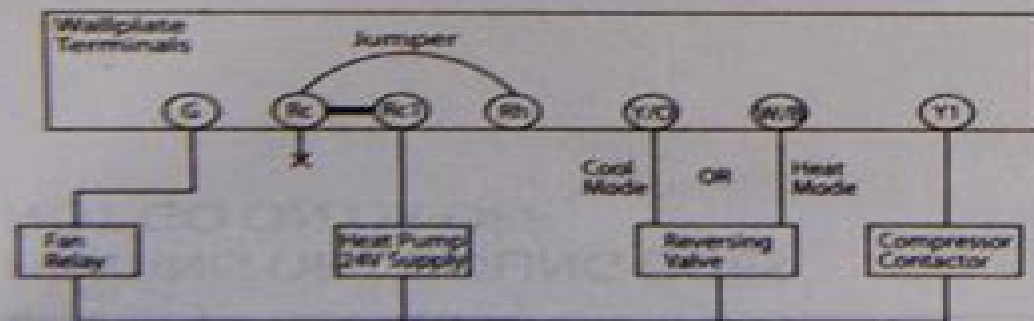 Wallplate
Terminals
Jumper
G
Rc
RcT
Rh
Y/O
W/B
Y1
Cool
Mode
OR
Heat
Mode
Fan
Relay
Heat Pump
24V Supply
Reversing
Valve
Compressor
Contactor